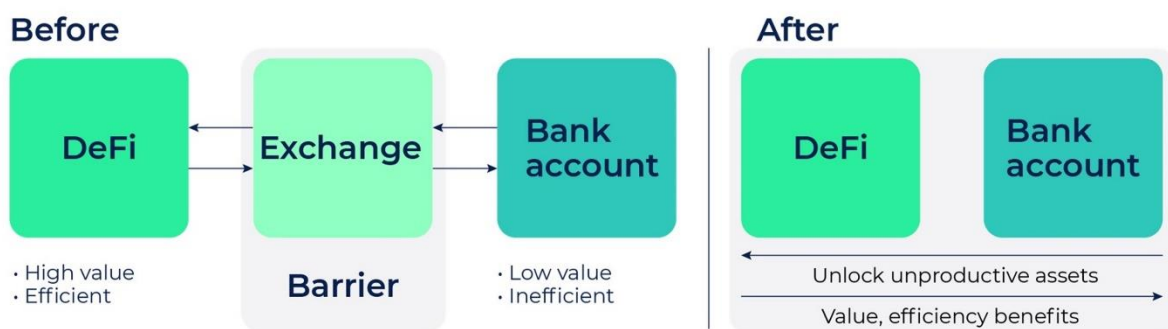 Before
DeFi
Exchange
Bank
account
• High value
• Efficient
Barrier
• Low value
• Inefficient
After
DeFi
Bank
account
Unlock unproductive assets
Value, efficiency benefits